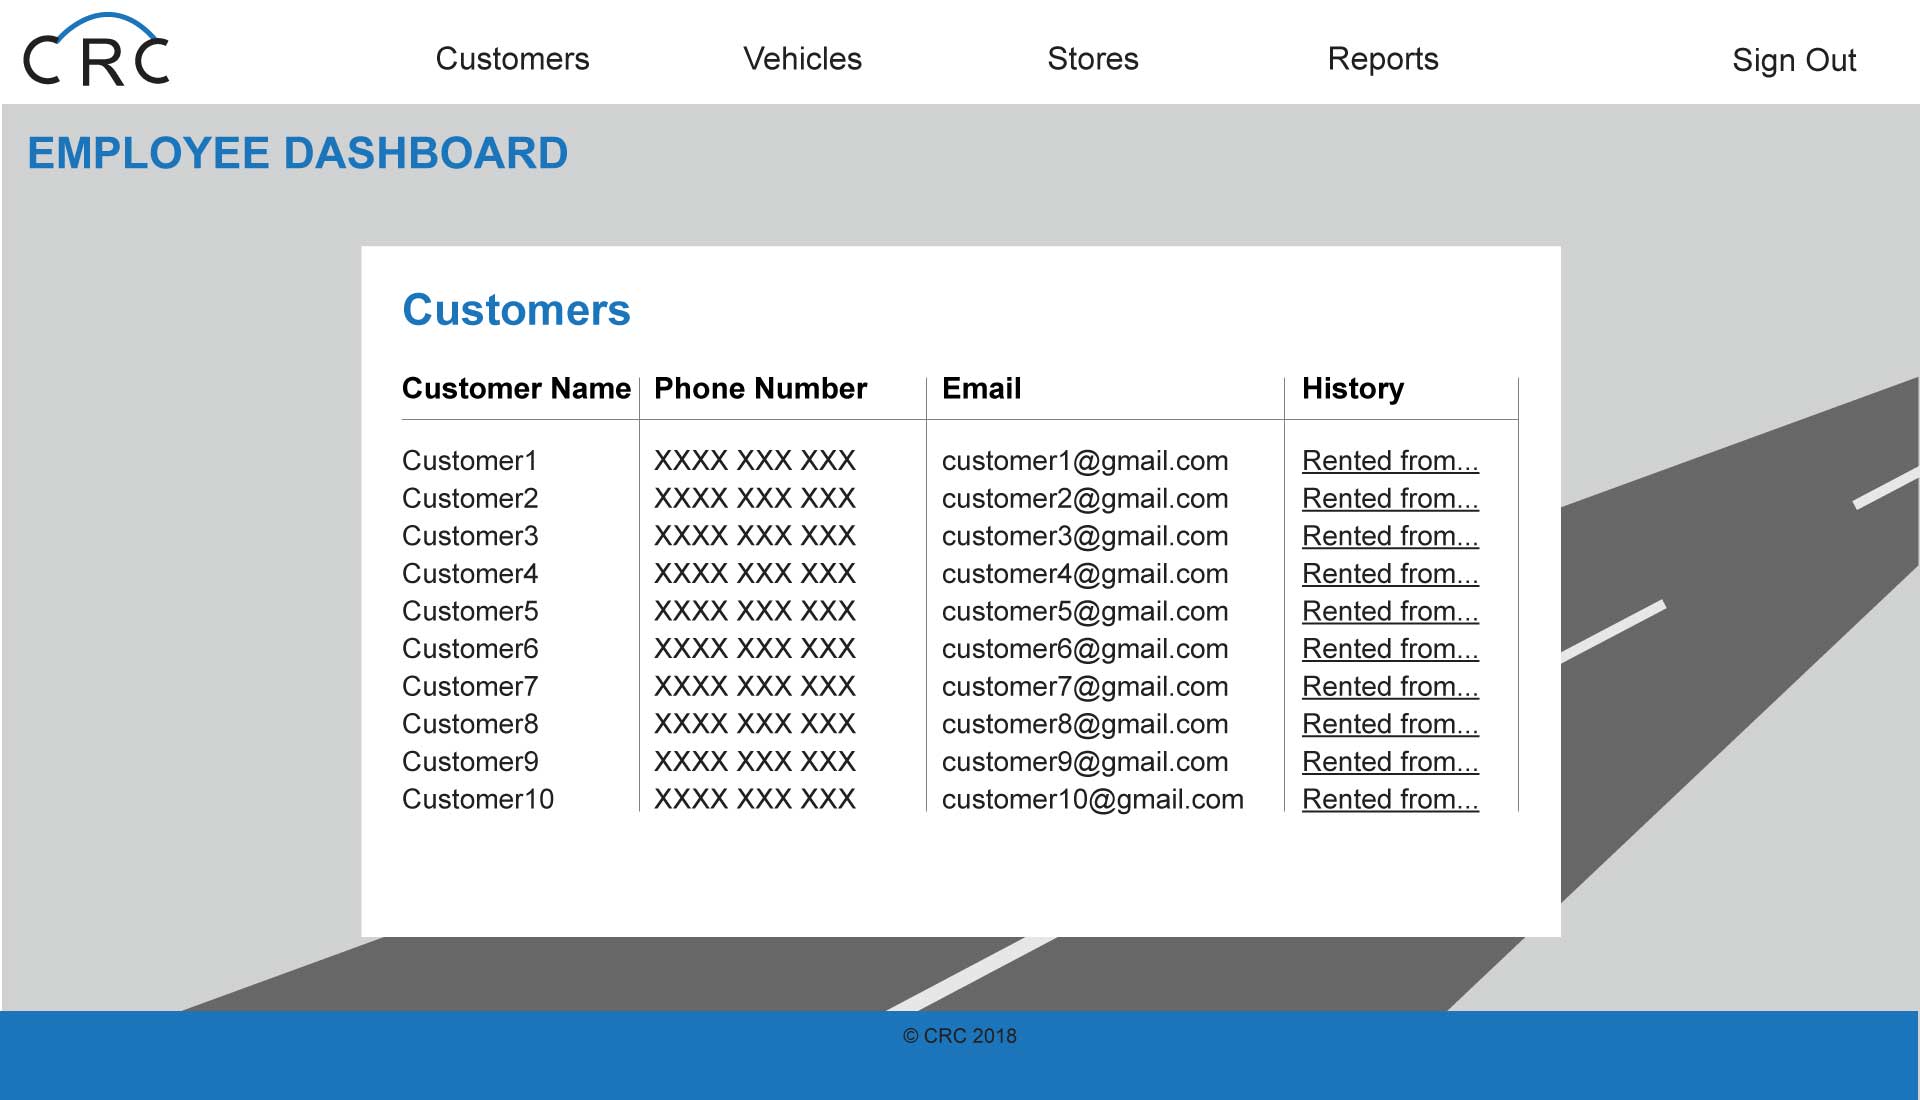 CRC
Customers Vehicles Stores Reports Sign Out
EMPLOYEE DASHBOARD
Customers
Customer Name Phone Number Email History
Customer1 XXXX XXX XXX customer1@gmail.com Rented from...
Customer2 XXXX XXX XXX customer2@gmail.com Rented from...
Customer3 XXXX XXX XXX customer3@gmail.com Rented from...
Customer4 XXXX XXX XXX customer4@gmail.com Rented from...
Customer5 XXXX XXX XXX customer5@gmail.com Rented from...
Customer6 XXXX XXX XXX customer6@gmail.com Rented from...
Customer7 XXXX XXX XXX customer7@gmail.com Rented from...
Customer8 XXXX XXX XXX customer8@gmail.com Rented from...
Customer9 XXXX XXX XXX customer9@gmail.com Rented from...
Customer10 XXXX XXX XXX customer10@gmail.com Rented from...
© CRC 2018